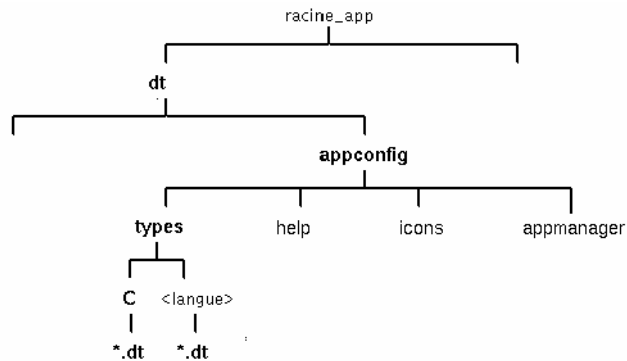 racine_app
dt
appconfig
types help icons appmanager
C <langue>
*.dt *.dt